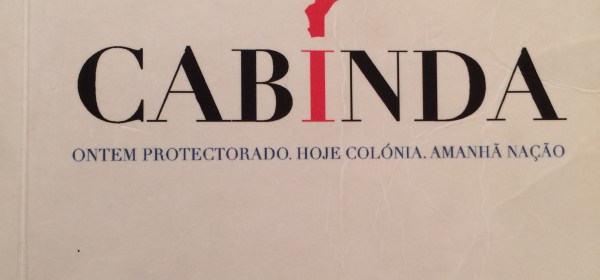 CABINDA
ONTEM PROTECTORADO. HOJE COLÓNIA. AMANHÃ NAÇÃO